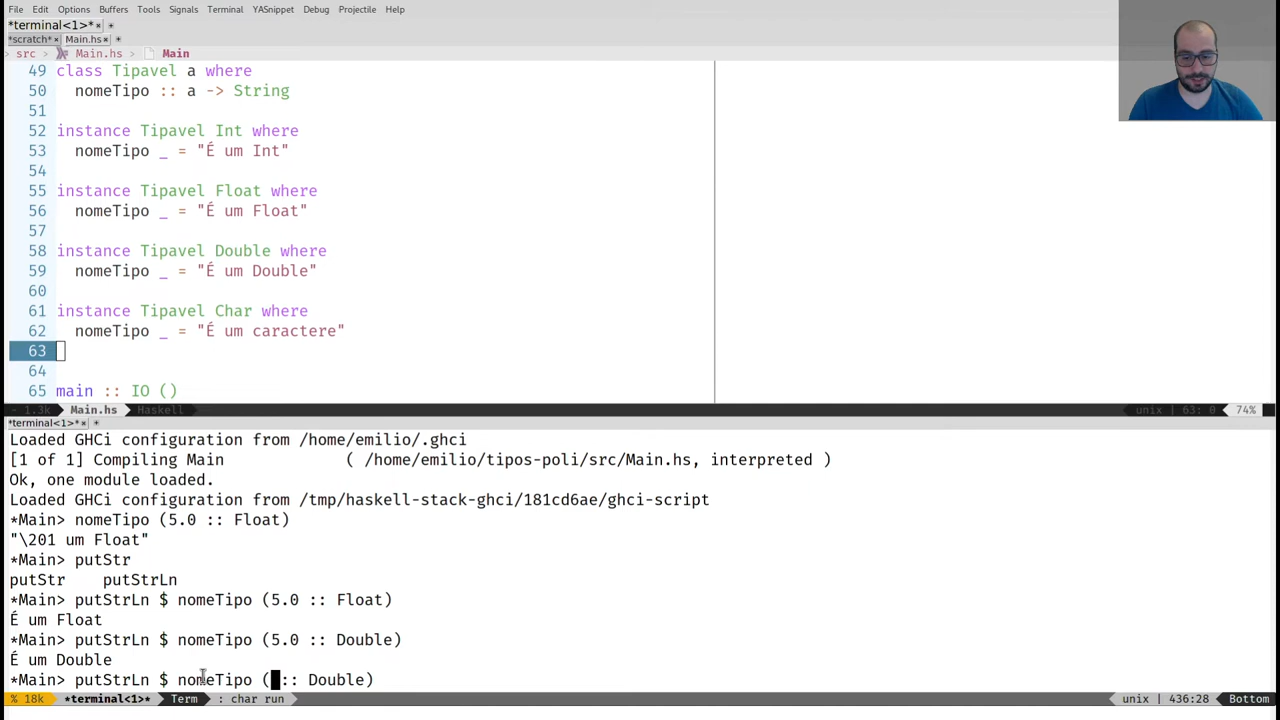 File Edit Options Buffers Tools Signals Terminal YASnippet Debug Projectile Help
*terminal<1>*
*scratch* Main.hs
src > Main.hs > Main
49 class Tipavel a where
50 nomeTipo :: a -> String
51
52 instance Tipavel Int where
53 nomeTipo _ = "É um Int"
54
55 instance Tipavel Float where
56 nomeTipo _ = "É um Float"
57
58 instance Tipavel Double where
59 nomeTipo _ = "É um Double"
60
61 instance Tipavel Char where
62 nomeTipo _ = "É um caractere"
63
64
65 main :: IO ()
- 1.3k Main.hs Haskell unix | 63: 0 74%
*terminal<1>*
Loaded GHCi configuration from /home/emilio/.ghci
[1 of 1] Compiling Main ( /home/emilio/tipos-poli/src/Main.hs, interpreted )
Ok, one module loaded.
Loaded GHCi configuration from /tmp/haskell-stack-ghci/181cd6ae/ghci-script
*Main> nomeTipo (5.0 :: Float)
"\201 um Float"
*Main> putStr
putStr putStrLn
*Main> putStrLn $ nomeTipo (5.0 :: Float)
É um Float
*Main> putStrLn $ nomeTipo (5.0 :: Double)
É um Double
*Main> putStrLn $ nomeTipo ( :: Double)
% 18k *terminal<1>* Term : char run unix | 436:28 Bottom